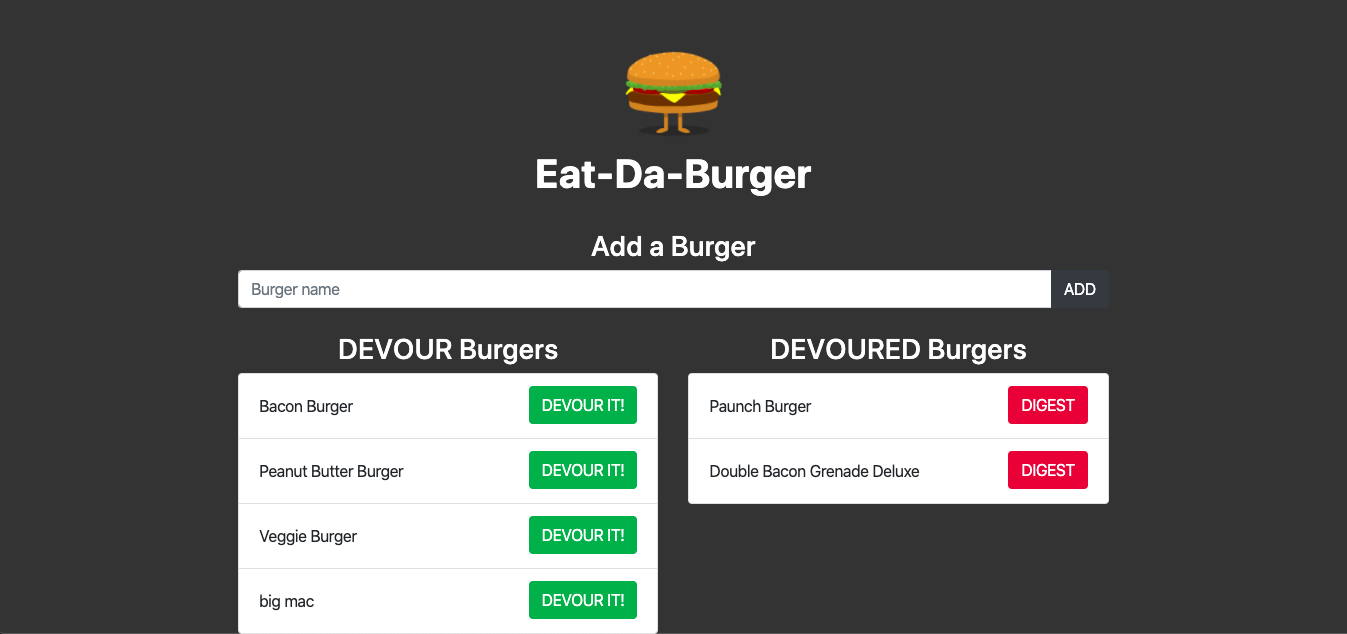 Eat-Da-Burger
Add a Burger
Burger name ADD
DEVOUR Burgers
Bacon Burger DEVOUR IT!
Peanut Butter Burger DEVOUR IT!
Veggie Burger DEVOUR IT!
big mac DEVOUR IT!
DEVOURED Burgers
Paunch Burger DIGEST
Double Bacon Grenade Deluxe DIGEST